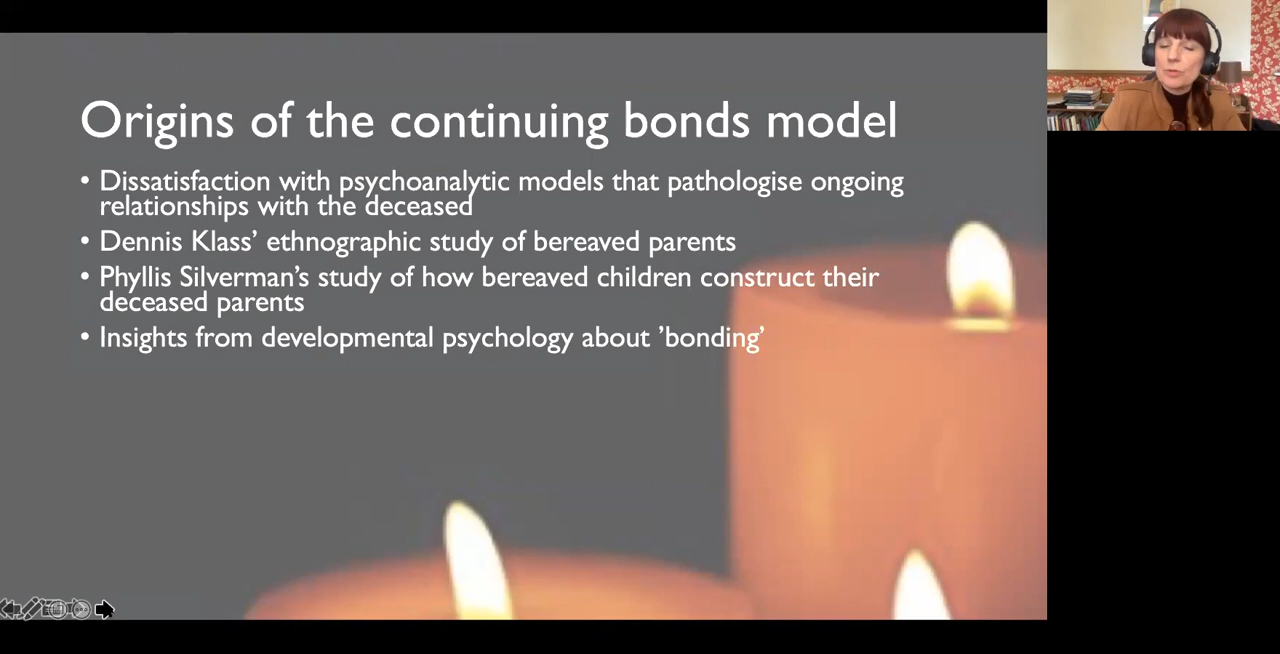 Origins of the continuing bonds model
• Dissatisfaction with psychoanalytic models that pathologise ongoing
relationships with the deceased
• Dennis Klass’ ethnographic study of bereaved parents
• Phyllis Silverman’s study of how bereaved children construct their
deceased parents
• Insights from developmental psychology about ’bonding’